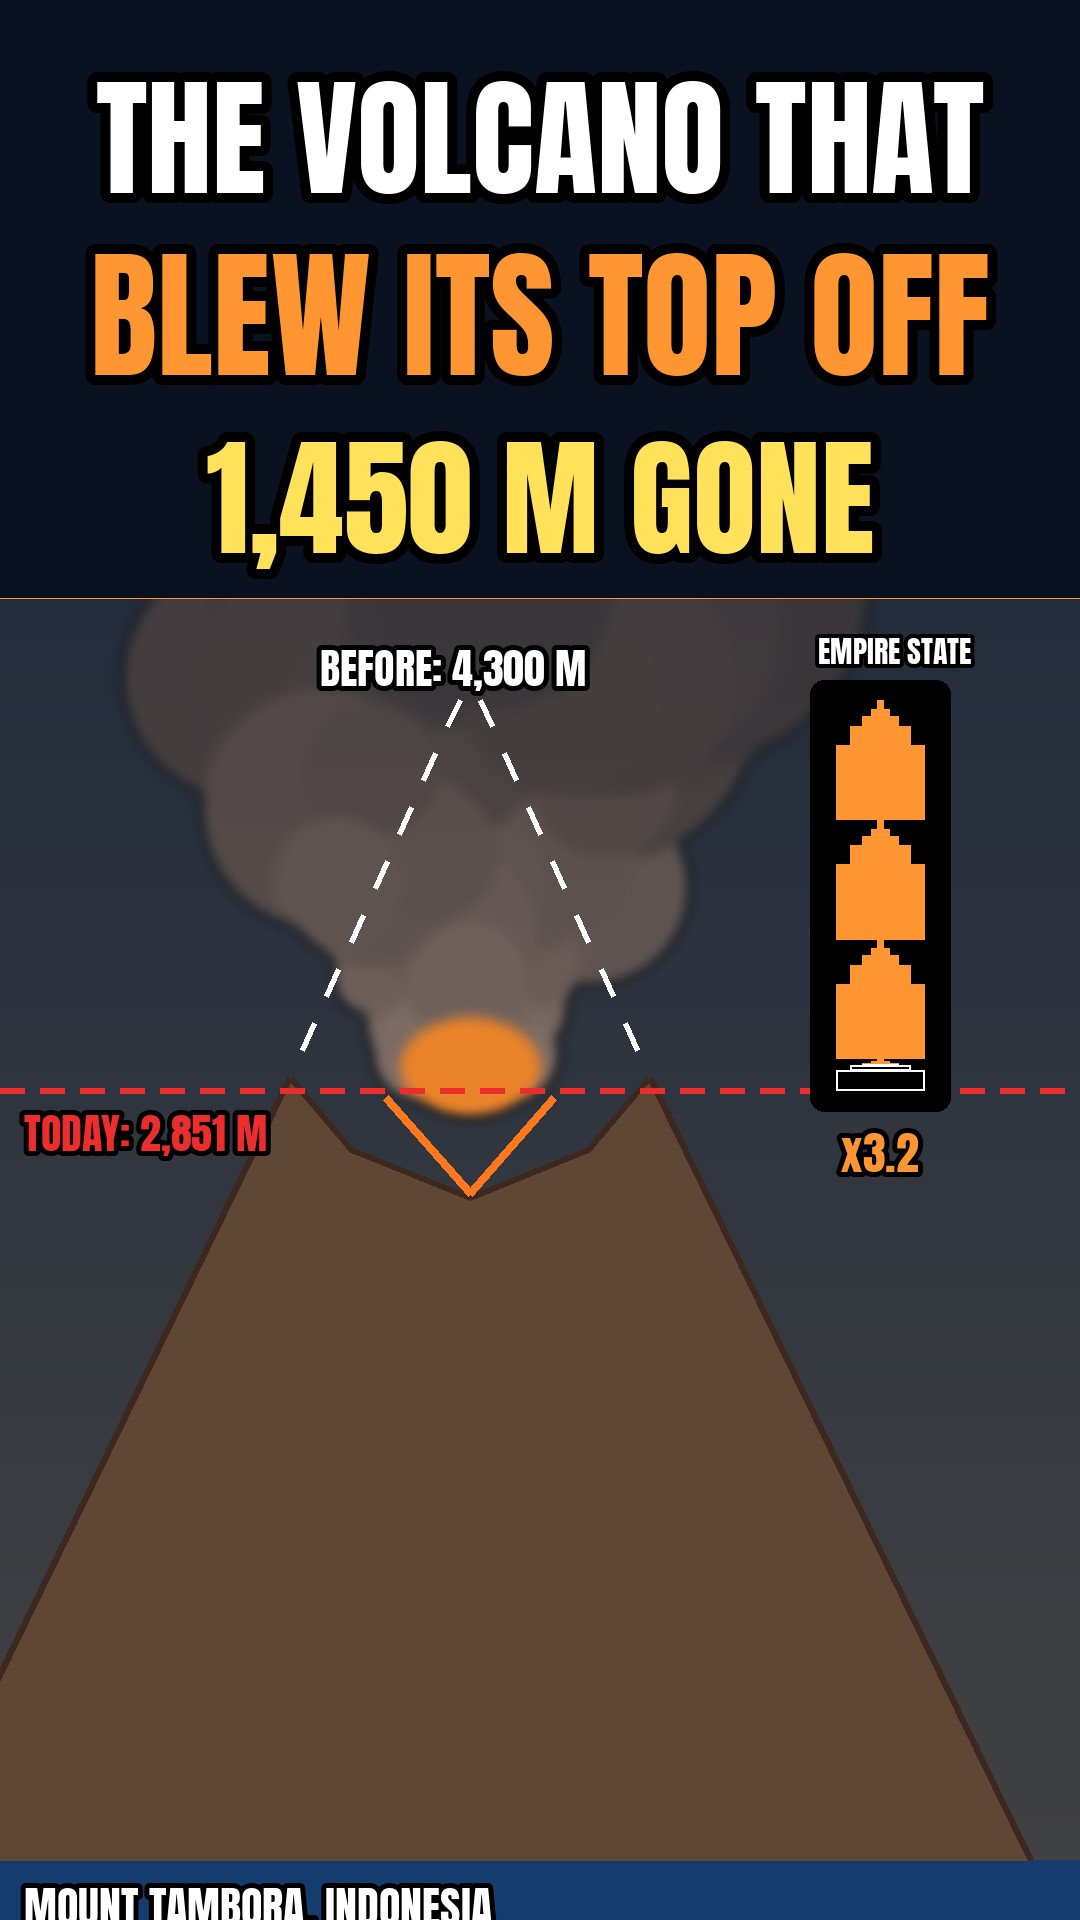 THE VOLCANO THAT
BLEW ITS TOP OFF
1,450 M GONE
BEFORE: 4,300 M
EMPIRE STATE
TODAY: 2,851 M
X3.2
MOUNT TAMBORA, INDONESIA